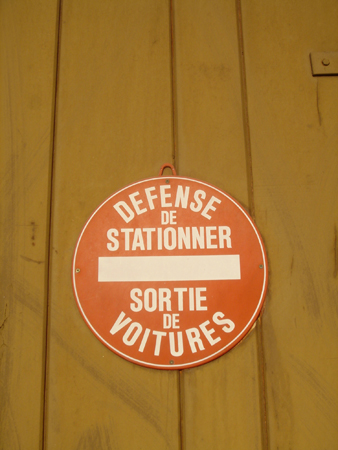 DEFENSE
DE
STATIONNER
SORTIE
DE
VOITURES